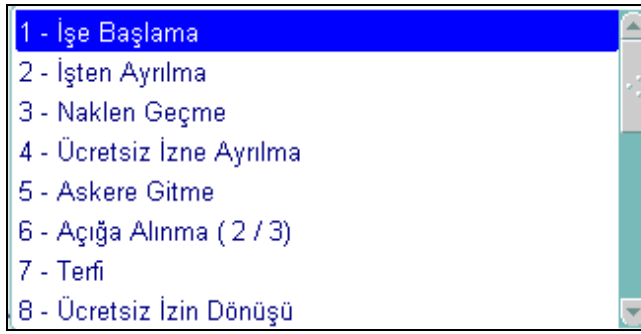 1 - İşe Başlama
2 - İşten Ayrılma
3 - Naklen Geçme
4 - Ücretsiz İzne Ayrılma
5 - Askere Gitme
6 - Açığa Alınma ( 2 / 3)
7 - Terfi
8 - Ücretsiz İzin Dönüşü